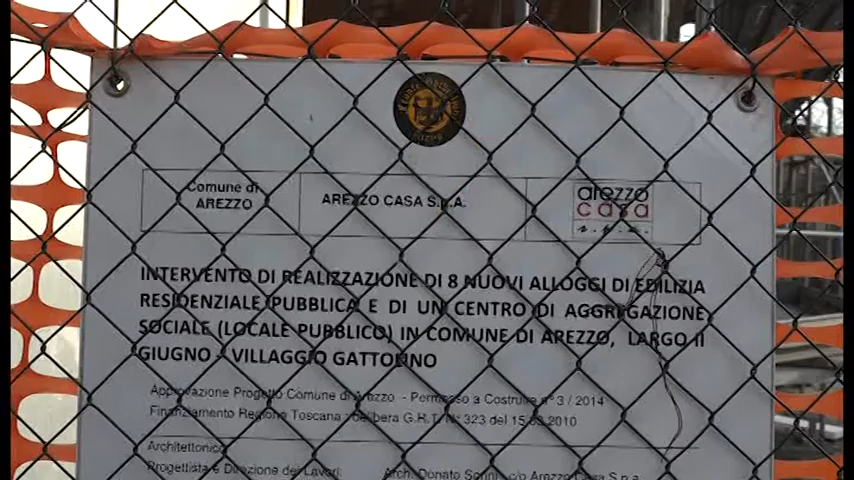 Comune di
AREZZO
AREZZO CASA S.p.A.
arezzo
casa
s.p.a.
INTERVENTO DI REALIZZAZIONE DI 8 NUOVI ALLOGGI DI EDILIZIA
RESIDENZIALE PUBBLICA E DI UN CENTRO DI AGGREGAZIONE
SOCIALE (LOCALE PUBBLICO) IN COMUNE DI AREZZO, LARGO II
GIUGNO - VILLAGGIO GATTOLINO
Approvazione Progetto Comune di Arezzo - Permesso a Costruire n° 3 / 2014
Finanziamento Regione Toscana: delibera G.R.T. N° 323 del 15.03.2010
Architettonico
Progettista e Direzione dei Lavori: Arch. Donato c/o Arezzo Casa S.p.a.